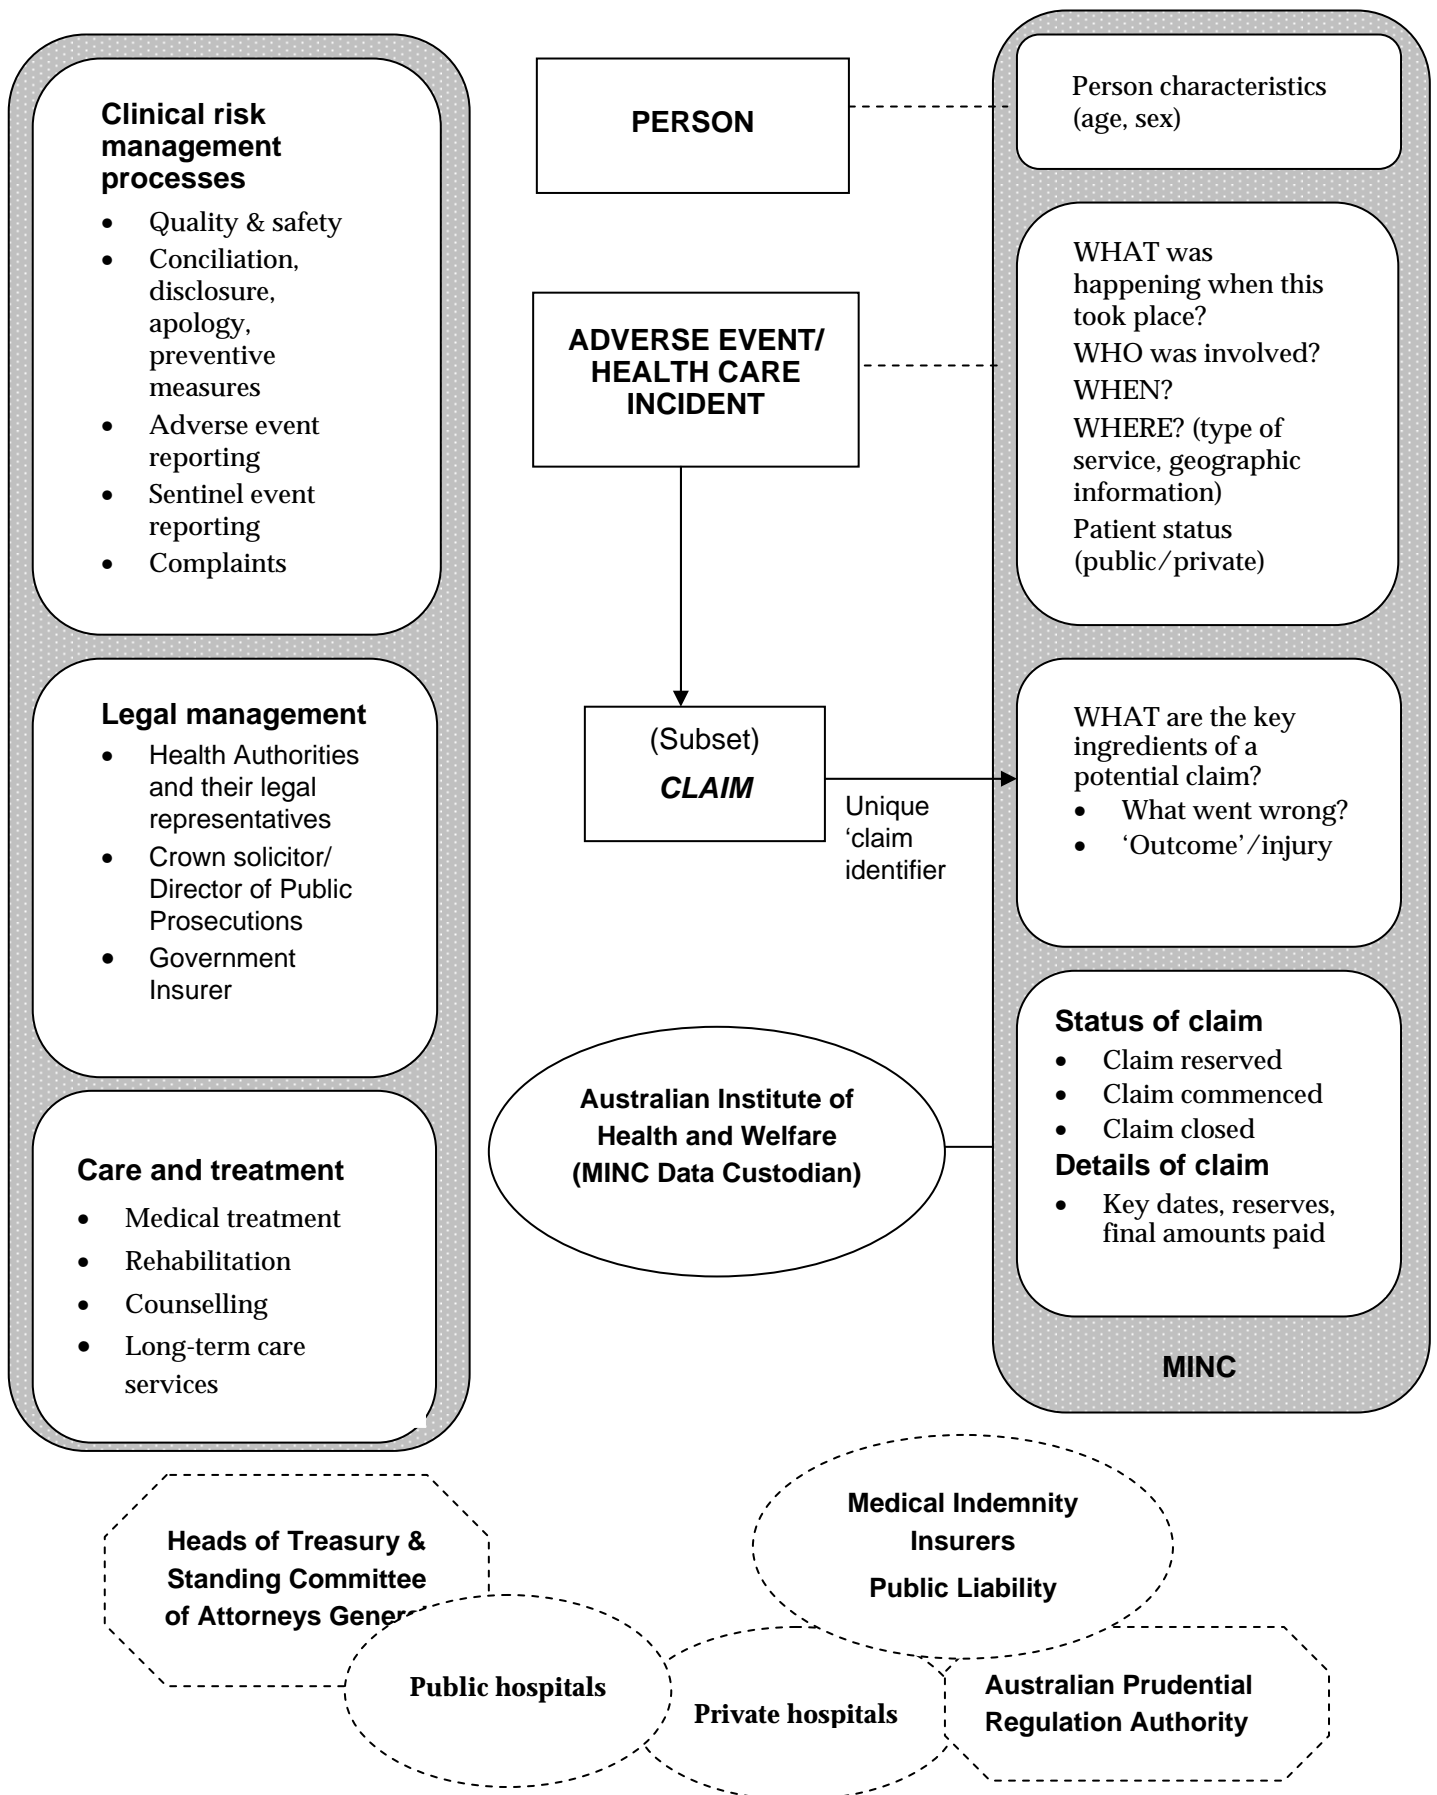 Clinical risk
management
processes
• Quality & safety
• Conciliation,
disclosure,
apology,
preventive
measures
• Adverse event
reporting
• Sentinel event
reporting
• Complaints
Legal management
• Health Authorities
and their legal
representatives
• Crown solicitor/
Director of Public
Prosecutions
• Government
Insurer
Care and treatment
• Medical treatment
• Rehabilitation
• Counselling
• Long-term care
services
PERSON
ADVERSE EVENT/
HEALTH CARE
INCIDENT
(Subset)
CLAIM
Unique
‘claim
identifier
Australian Institute of
Health and Welfare
(MINC Data Custodian)
Person characteristics
(age, sex)
WHAT was
happening when this
took place?
WHO was involved?
WHEN?
WHERE? (type of
service, geographic
information)
Patient status
(public/private)
WHAT are the key
ingredients of a
potential claim?
• What went wrong?
• ‘Outcome’/injury
Status of claim
• Claim reserved
• Claim commenced
• Claim closed
Details of claim
• Key dates, reserves,
final amounts paid
MINC
Heads of Treasury &
Standing Committee
of Attorneys General
Medical Indemnity
Insurers
Public Liability
Public hospitals
Private hospitals
Australian Prudential
Regulation Authority